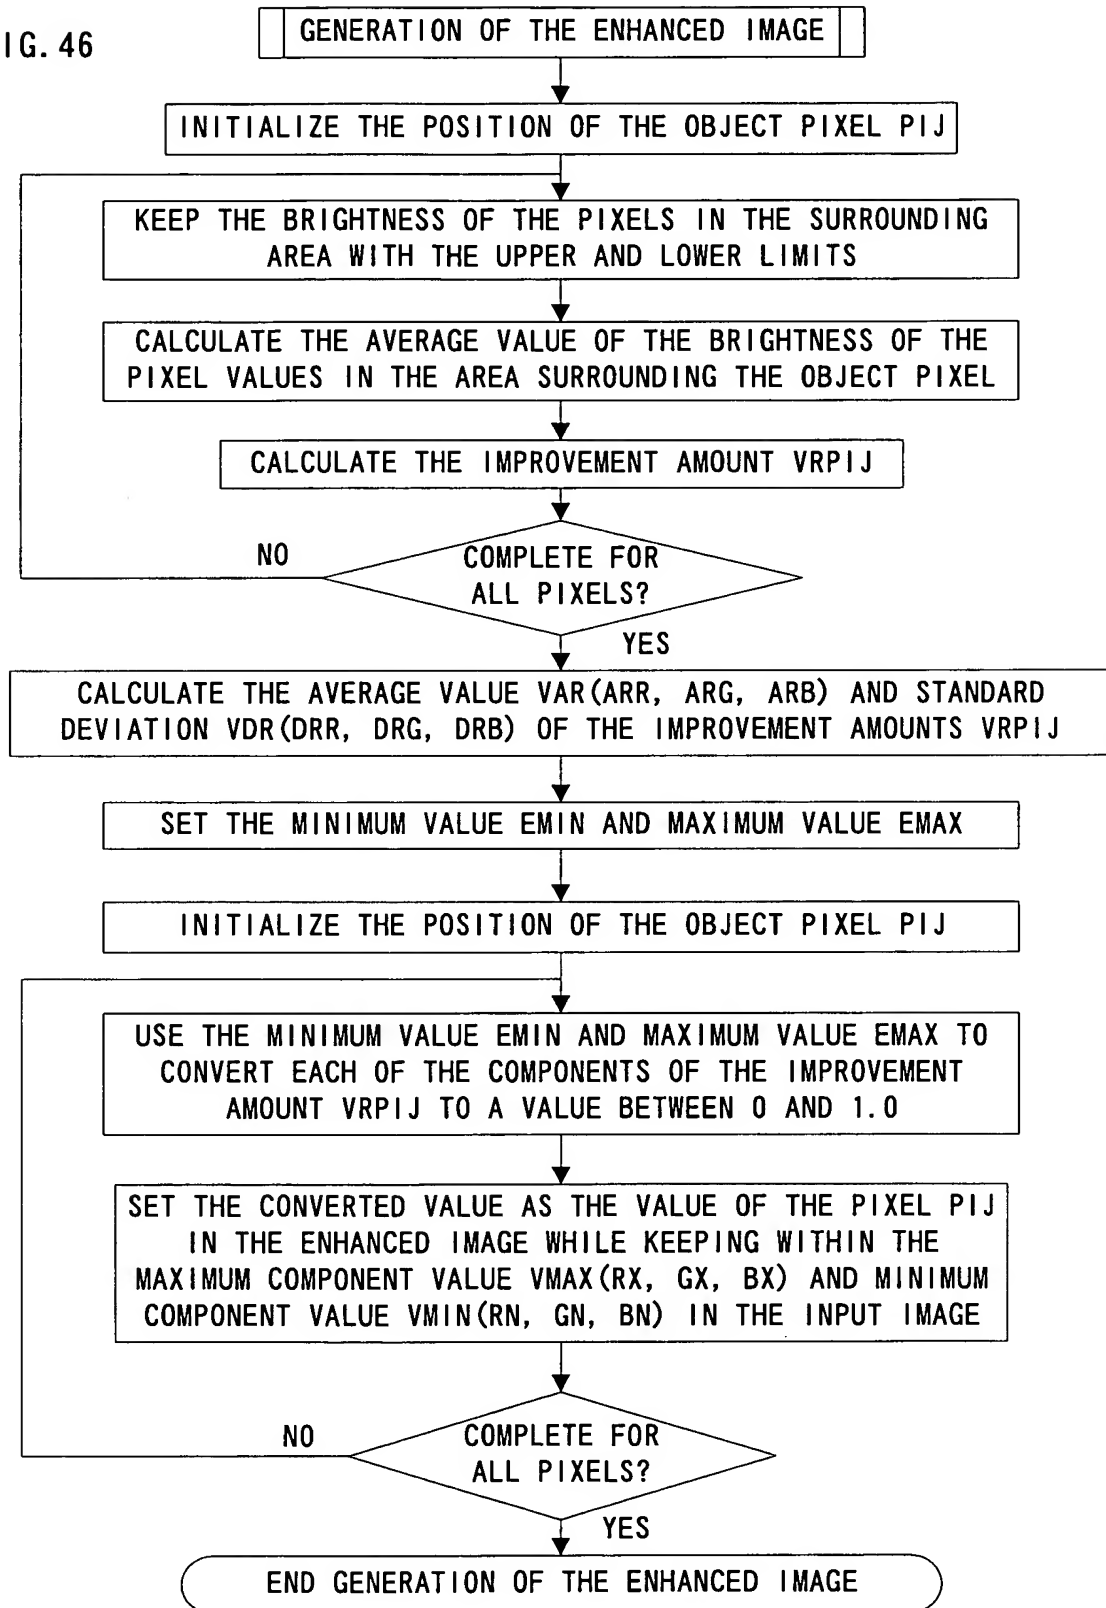 IG. 46
GENERATION OF THE ENHANCED IMAGE
INITIALIZE THE POSITION OF THE OBJECT PIXEL PIJ
KEEP THE BRIGHTNESS OF THE PIXELS IN THE SURROUNDING
AREA WITH THE UPPER AND LOWER LIMITS
CALCULATE THE AVERAGE VALUE OF THE BRIGHTNESS OF THE
PIXEL VALUES IN THE AREA SURROUNDING THE OBJECT PIXEL
CALCULATE THE IMPROVEMENT AMOUNT VRPIJ
NO
COMPLETE FOR
ALL PIXELS?
YES
CALCULATE THE AVERAGE VALUE VAR(ARR, ARG, ARB) AND STANDARD
DEVIATION VDR(DRR, DRG, DRB) OF THE IMPROVEMENT AMOUNTS VRPIJ
SET THE MINIMUM VALUE EMIN AND MAXIMUM VALUE EMAX
INITIALIZE THE POSITION OF THE OBJECT PIXEL PIJ
USE THE MINIMUM VALUE EMIN AND MAXIMUM VALUE EMAX TO
CONVERT EACH OF THE COMPONENTS OF THE IMPROVEMENT
AMOUNT VRPIJ TO A VALUE BETWEEN 0 AND 1.0
SET THE CONVERTED VALUE AS THE VALUE OF THE PIXEL PIJ
IN THE ENHANCED IMAGE WHILE KEEPING WITHIN THE
MAXIMUM COMPONENT VALUE VMAX(RX, GX, BX) AND MINIMUM
COMPONENT VALUE VMIN(RN, GN, BN) IN THE INPUT IMAGE
NO
COMPLETE FOR
ALL PIXELS?
YES
END GENERATION OF THE ENHANCED IMAGE